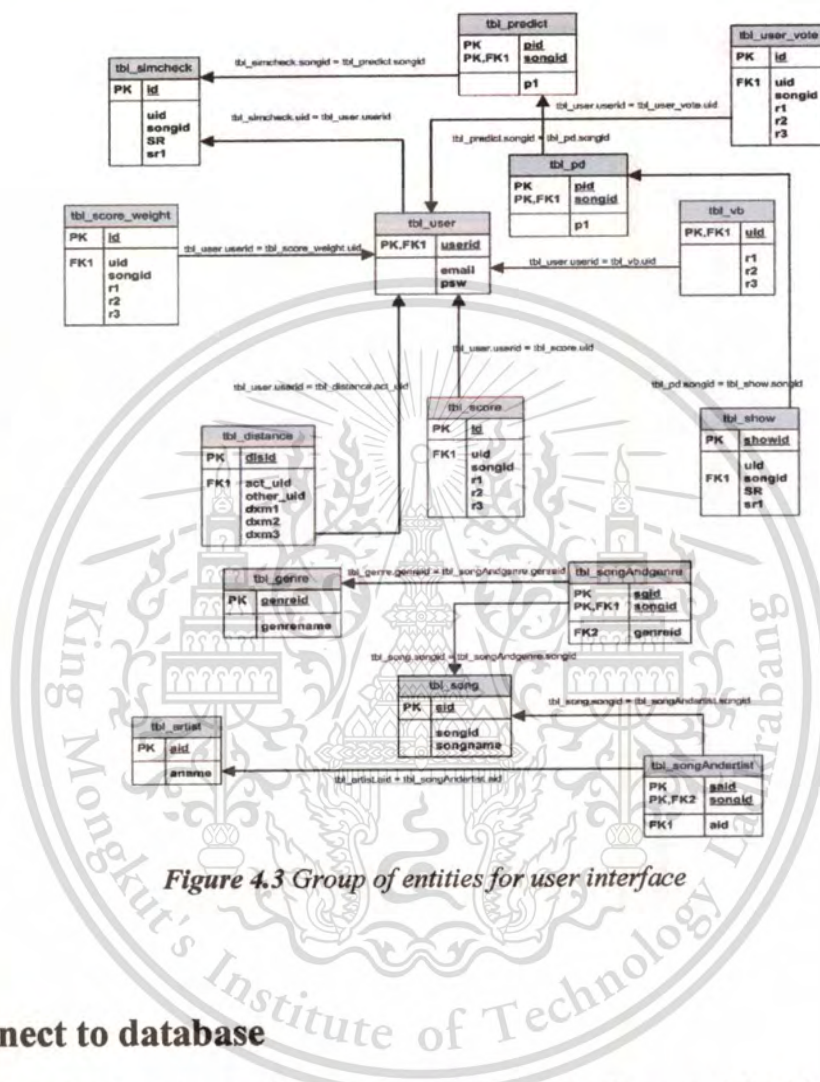 tbl_predict
PK pid
PK,FK1 songid
p1
tbl_user_vote
PK id
FK1 uid
songid
r1
r2
r3
tbl_simcheck
PK id
uid
songid
SR
sr1
tbl_simcheck.songid = tbl_predict.songid
tbl_simcheck.uid = tbl_user.userid
tbl_user.userid = tbl_user_vote.uid
tbl_predict.songid = tbl_pd.songid
tbl_pd
PK pid
PK,FK1 songid
p1
tbl_score_weight
PK id
FK1 uid
songid
r1
r2
r3
tbl_user.userid = tbl_score_weight.uid
tbl_user
PK,FK1 userid
email
psw
tbl_user.userid = tbl_vb.uid
tbl_vb
PK,FK1 uid
r1
r2
r3
tbl_user.userid = tbl_score.uid
tbl_user.userid = tbl_distance.act_uid
tbl_pd.songid = tbl_show.songid
tbl_distance
PK disid
FK1 act_uid
other_uid
dxm1
dxm2
dxm3
tbl_score
PK id
FK1 uid
songid
r1
r2
r3
tbl_show
PK showid
uid
FK1 songid
SR
sr1
tbl_genre
PK genreid
genrename
tbl_genre.genreid = tbl_songAndgenre.genreid
tbl_songAndgenre
PK sgid
PK,FK1 songid
FK2 genreid
tbl_song.songid = tbl_songAndgenre.songid
tbl_song
PK sid
songid
songname
tbl_song.songid = tbl_songAndartist.songid
tbl_artist
PK aid
aname
tbl_artist.aid = tbl_songAndartist.aid
tbl_songAndartist
PK said
PK,FK2 songid
FK1 aid
Figure 4.3 Group of entities for user interface
King Mongkut's Institute of Technology Ladkrabang
nect to database